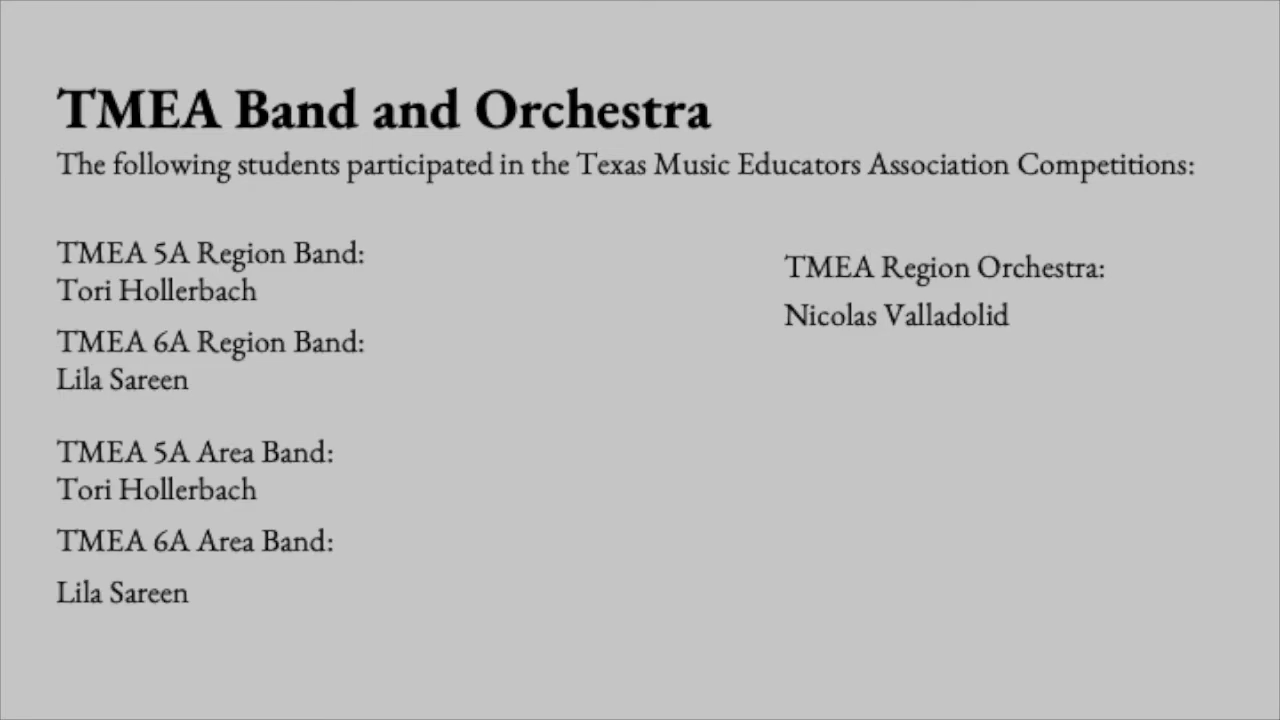 TMEA Band and Orchestra
The following students participated in the Texas Music Educators Association Competitions:
TMEA 5A Region Band:
Tori Hollerbach
TMEA 6A Region Band:
Lila Sareen
TMEA 5A Area Band:
Tori Hollerbach
TMEA 6A Area Band:
Lila Sareen
TMEA Region Orchestra:
Nicolas Valladolid